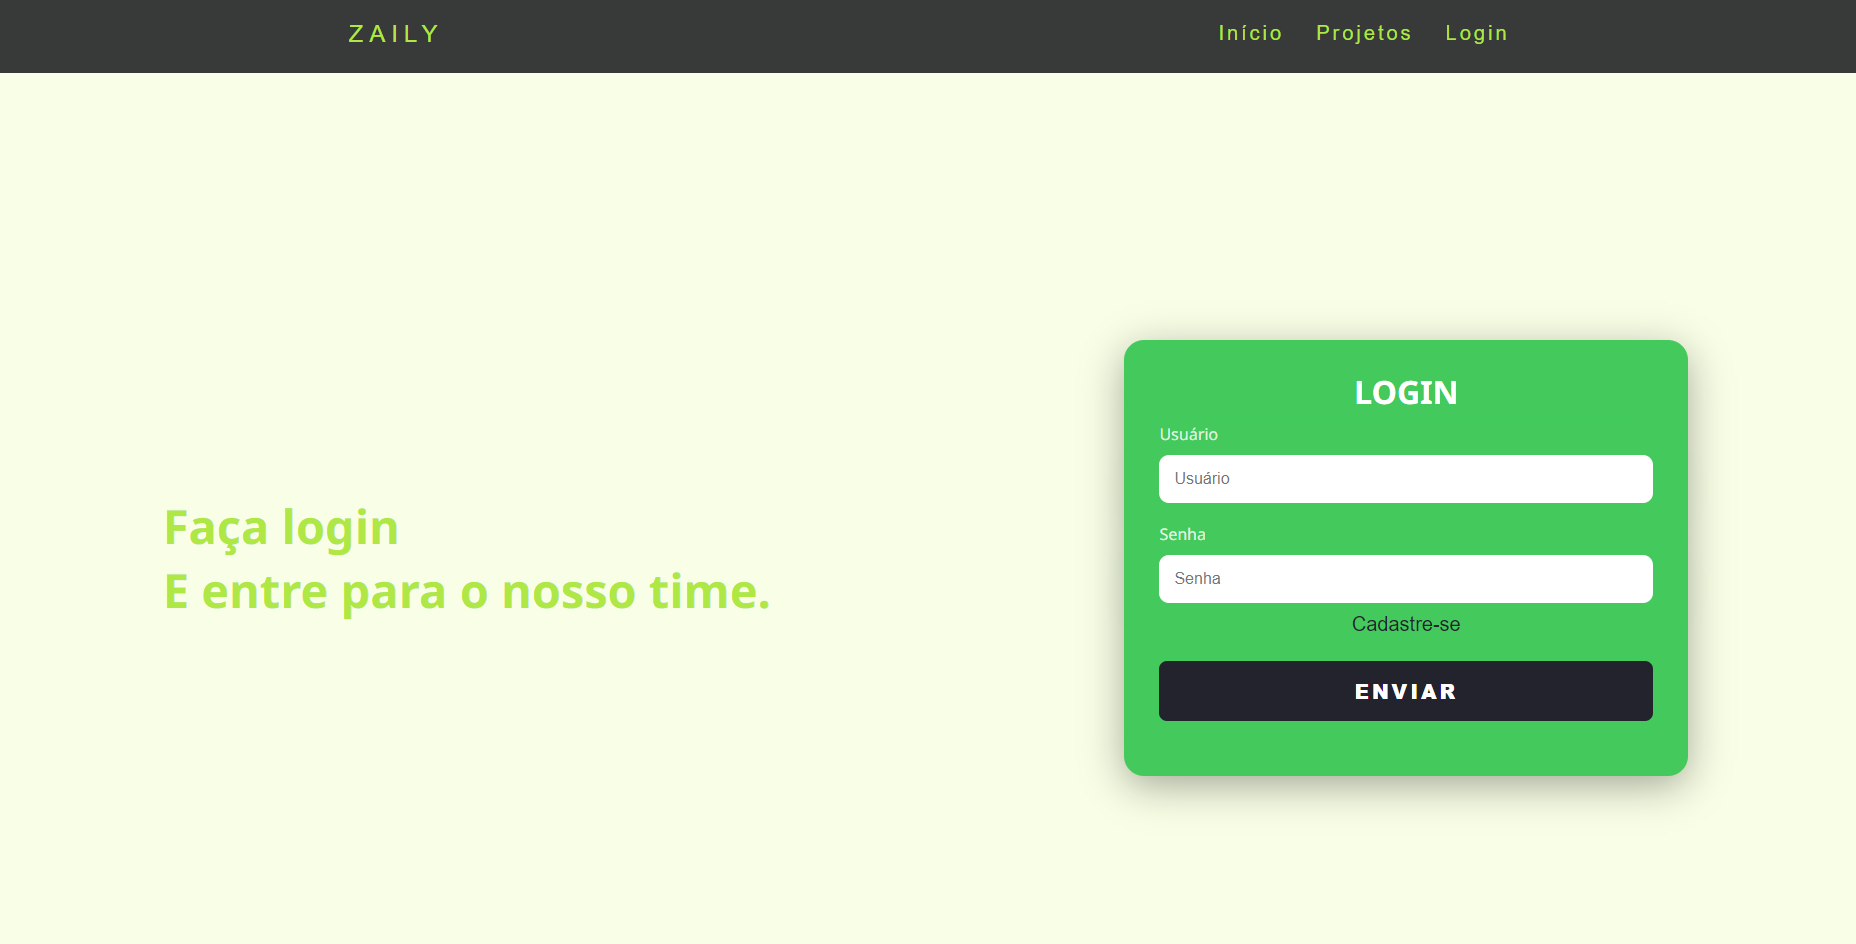 ZAILY
Início Projetos Login
Faça login
E entre para o nosso time.
LOGIN
Usuário
Usuário
Senha
Senha
Cadastre-se
ENVIAR